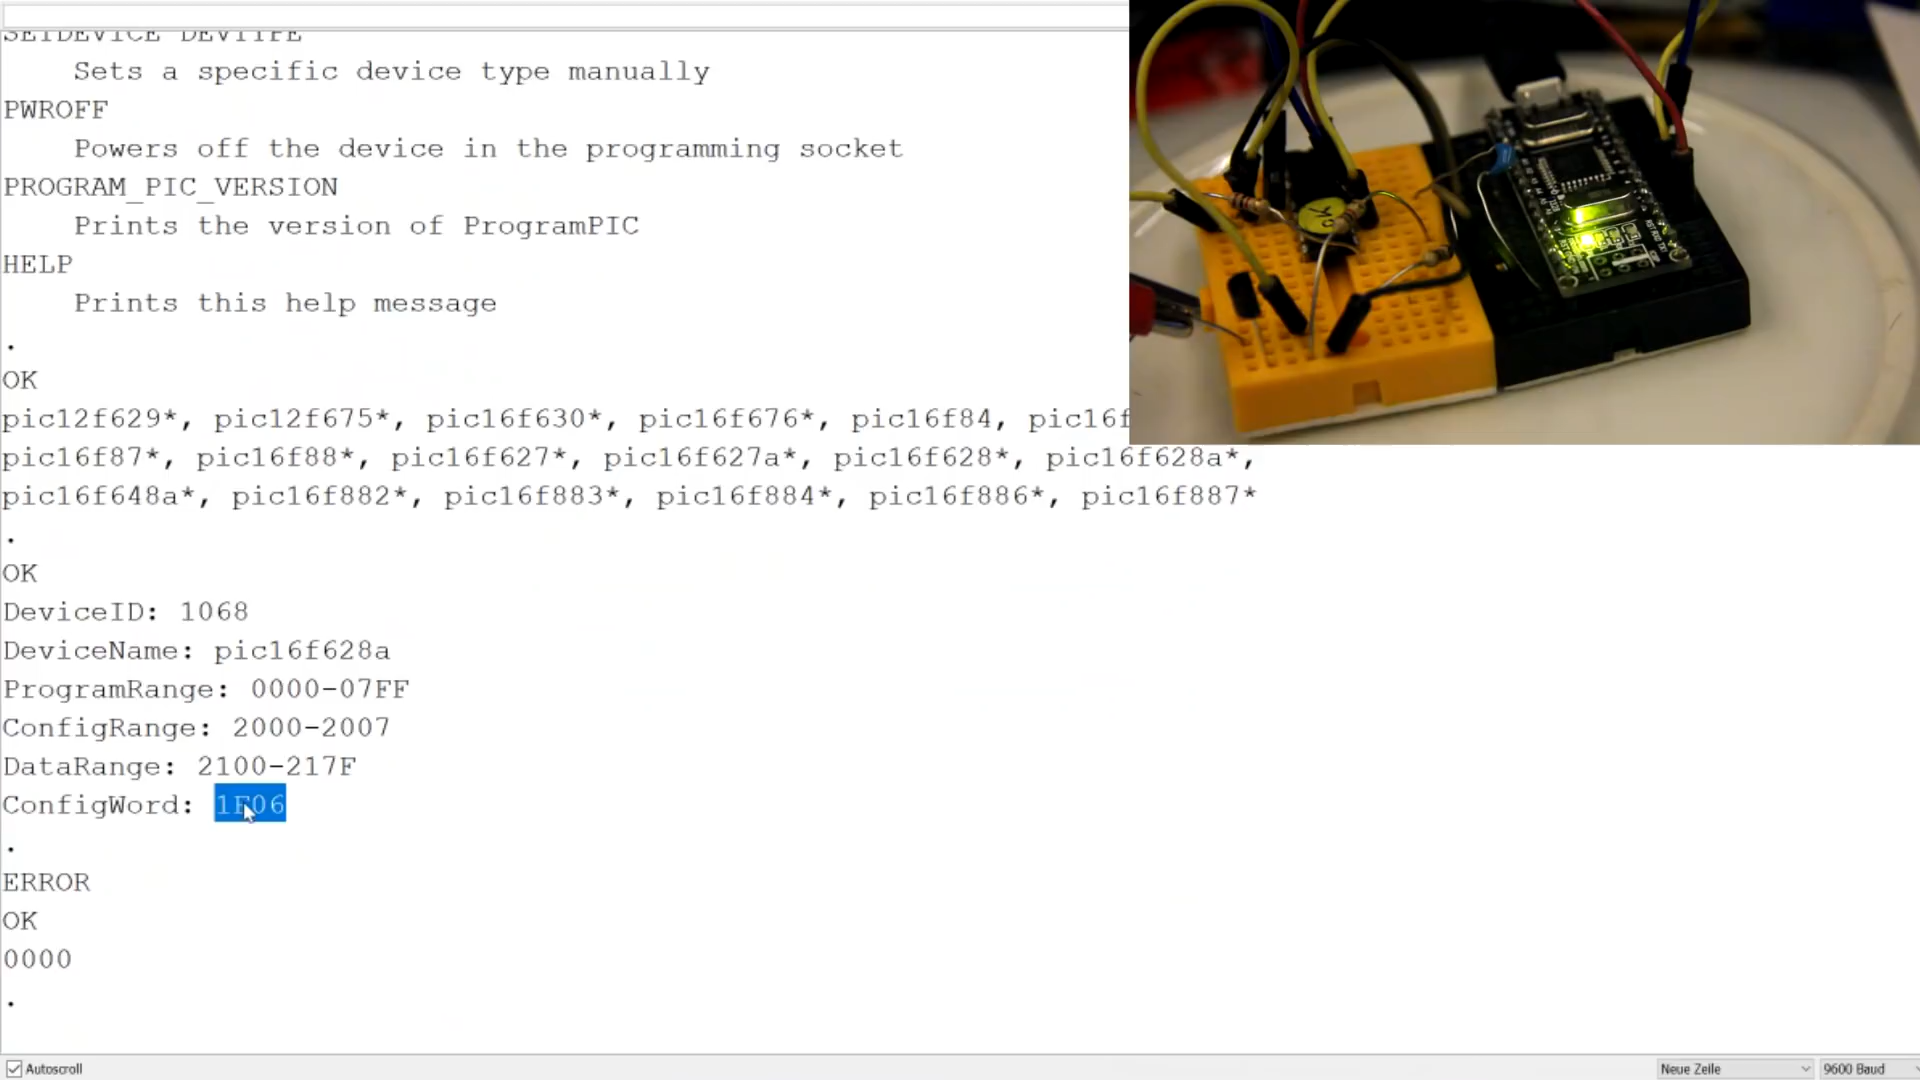 SETDEVICE DEVTYPE
Sets a specific device type manually
PWROFF
Powers off the device in the programming socket
PROGRAM_PIC_VERSION
Prints the version of ProgramPIC
HELP
Prints this help message
.
OK
pic12f629*, pic12f675*, pic16f630*, pic16f676*, pic16f84, pic16f
pic16f87*, pic16f88*, pic16f627*, pic16f627a*, pic16f628*, pic16f628a*,
pic16f648a*, pic16f882*, pic16f883*, pic16f884*, pic16f886*, pic16f887*
.
OK
DeviceID: 1068
DeviceName: pic16f628a
ProgramRange: 0000-07FF
ConfigRange: 2000-2007
DataRange: 2100-217F
ConfigWord: 1F06
.
ERROR
OK
0000
.
Autoscroll
Neue Zeile
9600 Baud